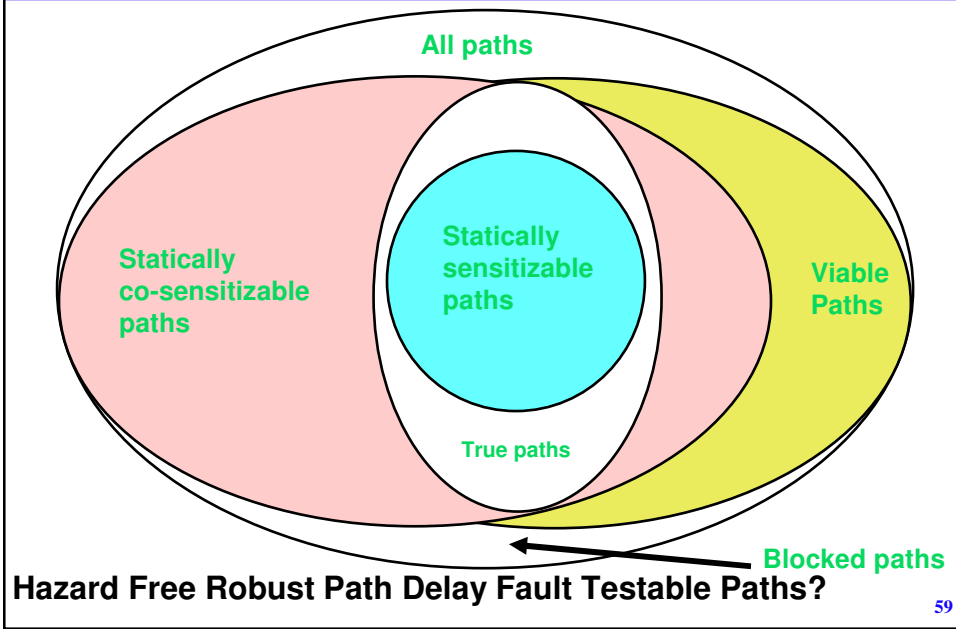 All paths
Statically
co-sensitizable
paths
Statically
sensitizable
paths
Viable
Paths
True paths
Blocked paths
Hazard Free Robust Path Delay Fault Testable Paths?
59